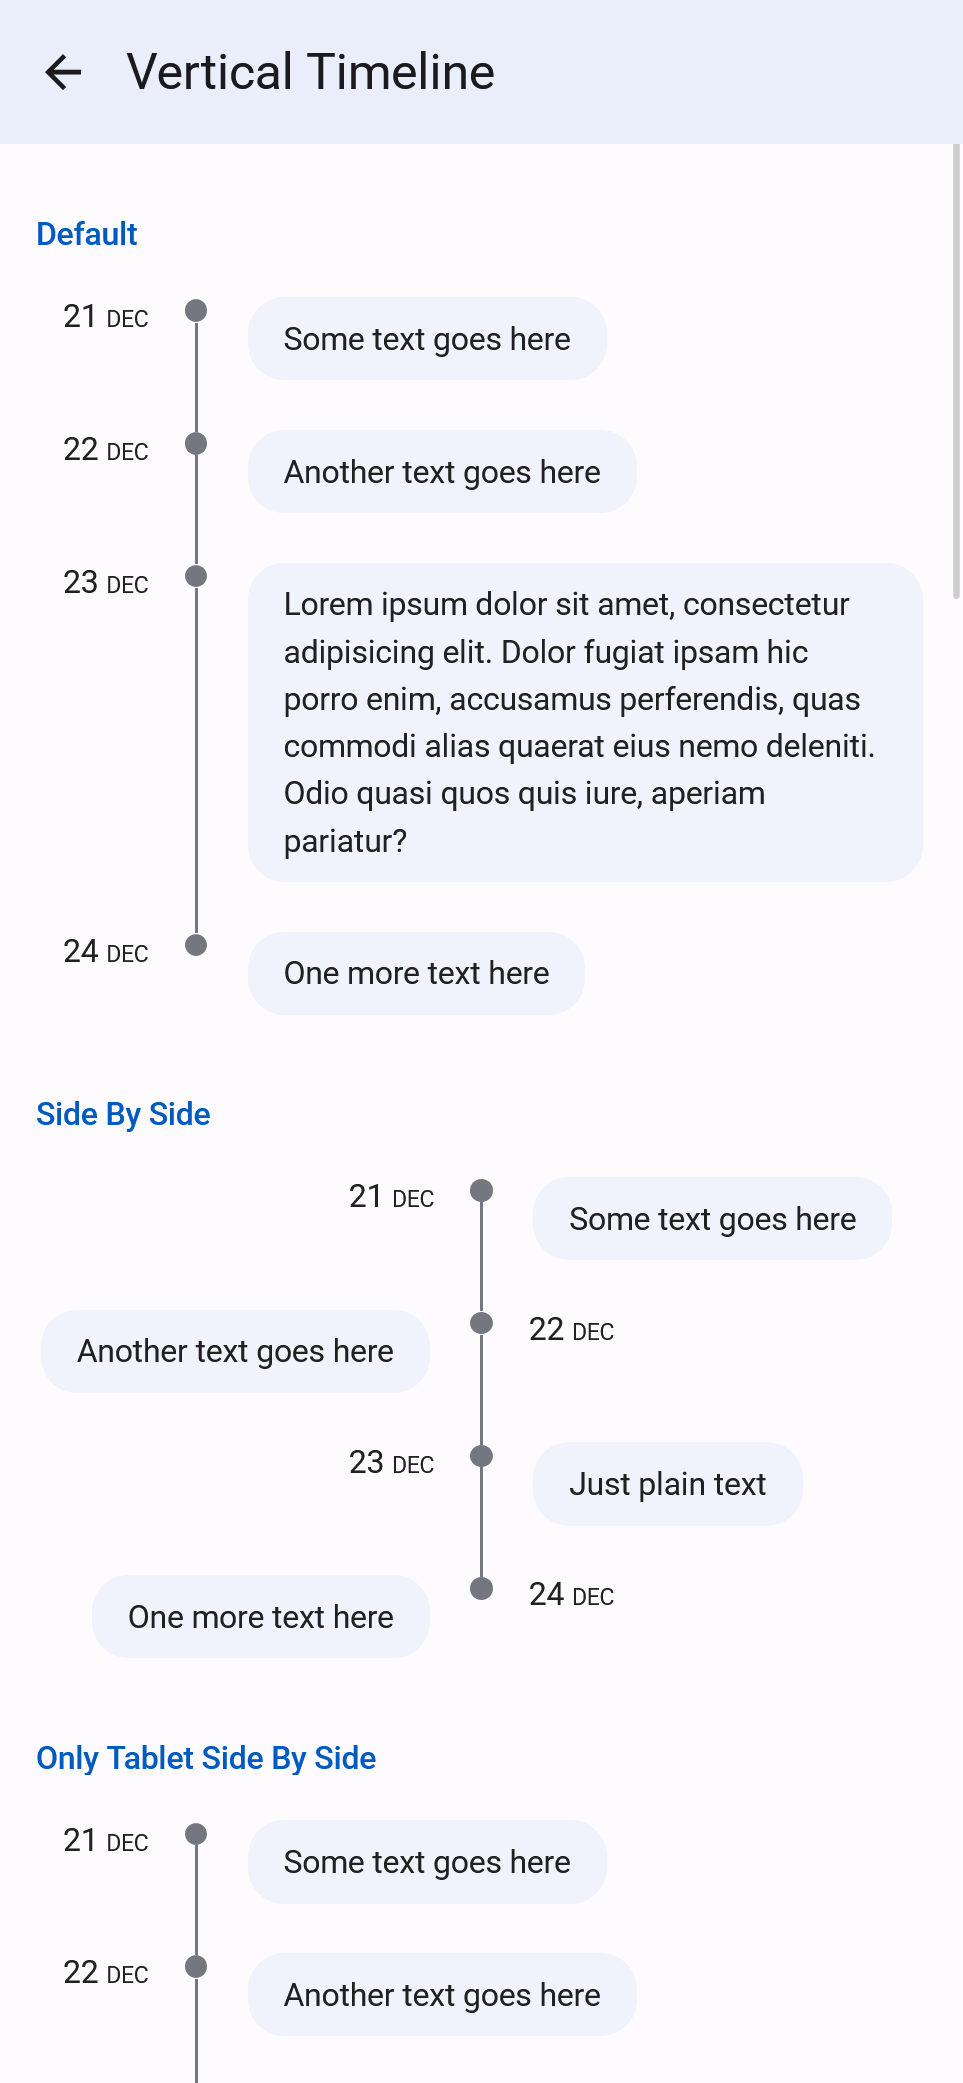 Vertical Timeline
Default
21 DEC
Some text goes here
22 DEC
Another text goes here
23 DEC
Lorem ipsum dolor sit amet, consectetur
adipisicing elit. Dolor fugiat ipsam hic
porro enim, accusamus perferendis, quas
commodi alias quaerat eius nemo deleniti.
Odio quasi quos quis iure, aperiam
pariatur?
24 DEC
One more text here
Side By Side
21 DEC
Some text goes here
Another text goes here
22 DEC
23 DEC
Just plain text
One more text here
24 DEC
Only Tablet Side By Side
21 DEC
Some text goes here
22 DEC
Another text goes here